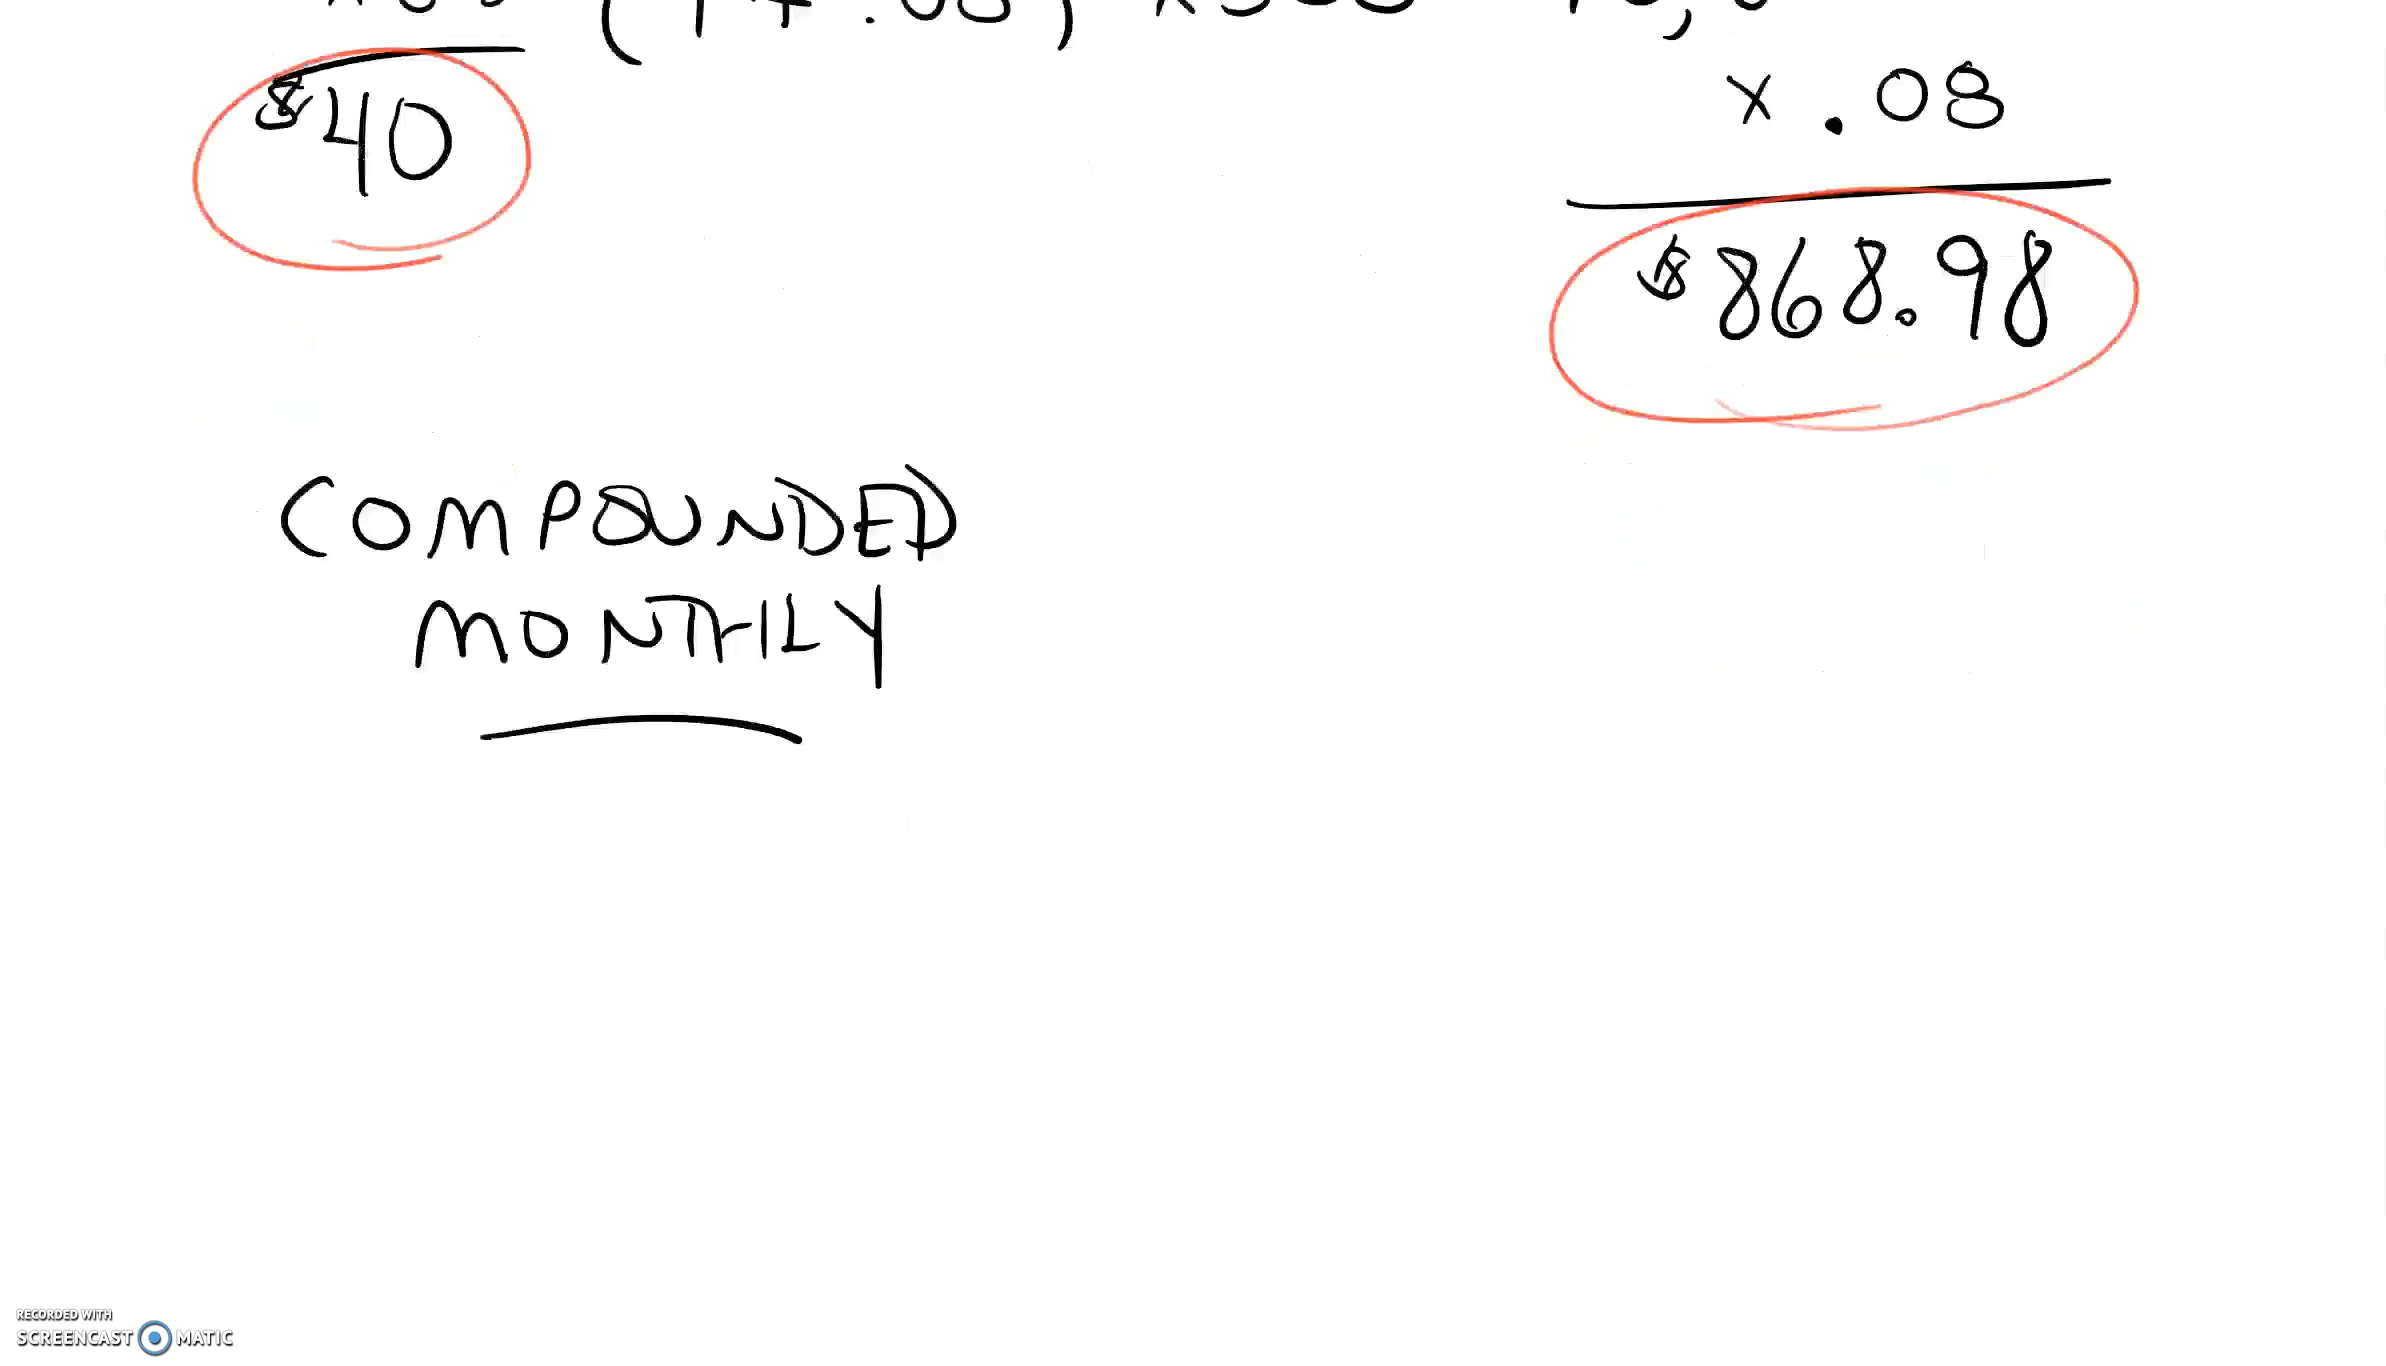 x .08
$40
$868.98
COMPOUNDED
MONTHLY
RECORDED WITH
SCREENCAST MATIC